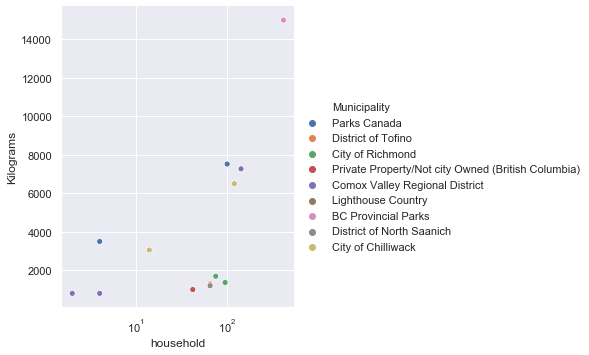 14000
12000
10000
8000
6000
4000
2000
Kilograms
10¹
10²
household
Municipality
Parks Canada
District of Tofino
City of Richmond
Private Property/Not city Owned (British Columbia)
Comox Valley Regional District
Lighthouse Country
BC Provincial Parks
District of North Saanich
City of Chilliwack